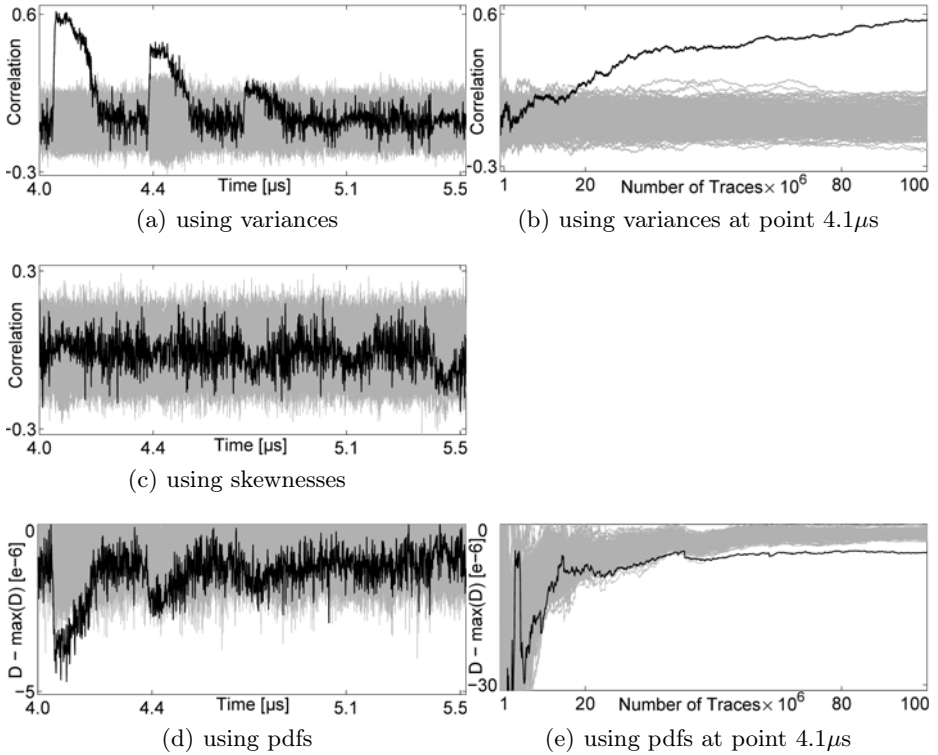 0.6
Correlation
-0.3
4.0
4.4
Time [µs]
5.1
5.5
(a) using variances
0.6
Correlation
-0.3
1
20
Number of Traces× 10^6
80
100
(b) using variances at point 4.1µs
0.3
Correlation
-0.3
4.0
4.4
Time [µs]
5.1
5.5
(c) using skewnesses
0
D − max(D) [e−6]
−5
4.0
4.4
Time [µs]
5.1
5.5
(d) using pdfs
0
D − max(D) [e−6]
−30
1
20
Number of Traces× 10^6
80
100
(e) using pdfs at point 4.1µs